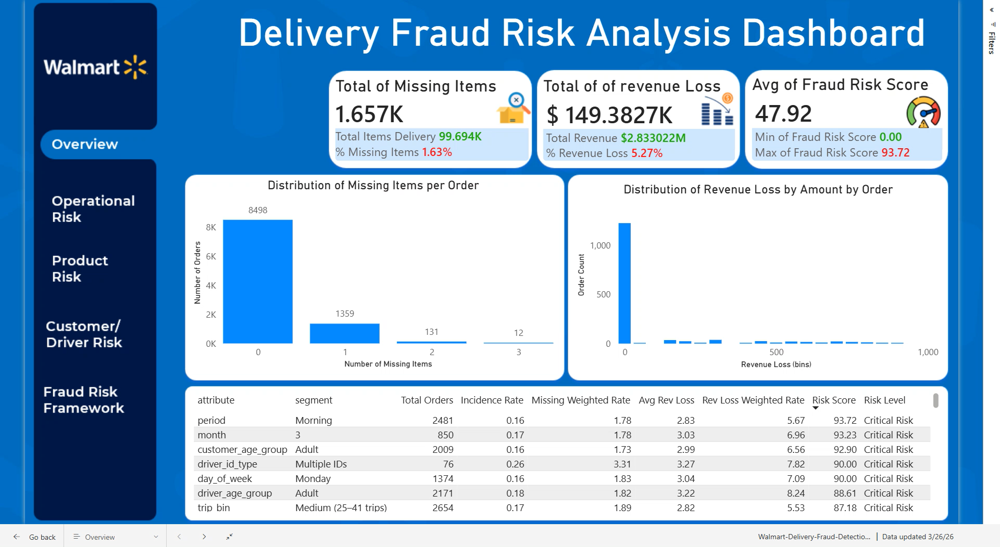 Walmart
Delivery Fraud Risk Analysis Dashboard
Overview
Operational
Risk
Product
Risk
Customer/
Driver Risk
Fraud Risk
Framework
Total of Missing Items
1.657K
Total Items Delivery 99.694K
% Missing Items 1.63%
Total of of revenue Loss
$ 149.3827K
Total Revenue $2.833022M
% Revenue Loss 5.27%
Avg of Fraud Risk Score
47.92
Min of Fraud Risk Score 0.00
Max of Fraud Risk Score 93.72
Distribution of Missing Items per Order
Number of Orders
8K
6K
4K
2K
0K
8498
1359
131
12
0 1 2 3
Number of Missing Items
Distribution of Revenue Loss by Amount by Order
Order Count
1,000
500
0
0 500 1,000
Revenue Loss (bins)
attribute segment Total Orders Incidence Rate Missing Weighted Rate Avg Rev Loss Rev Loss Weighted Rate Risk Score Risk Level
period Morning 2481 0.16 1.78 2.83 5.67 93.72 Critical Risk
month 3 850 0.17 1.78 3.03 6.96 93.23 Critical Risk
customer_age_group Adult 2009 0.16 1.73 2.99 6.56 92.90 Critical Risk
driver_id_type Multiple IDs 76 0.26 3.31 3.27 7.82 90.00 Critical Risk
day_of_week Monday 1374 0.16 1.83 3.04 7.09 90.00 Critical Risk
driver_age_group Adult 2171 0.18 1.82 3.22 8.24 88.61 Critical Risk
trip_bin Medium (25–41 trips) 2654 0.17 1.89 2.82 5.53 87.18 Critical Risk
Filters
Go back
Overview
Walmart-Delivery-Fraud-Detectio... | Data updated 3/26/26